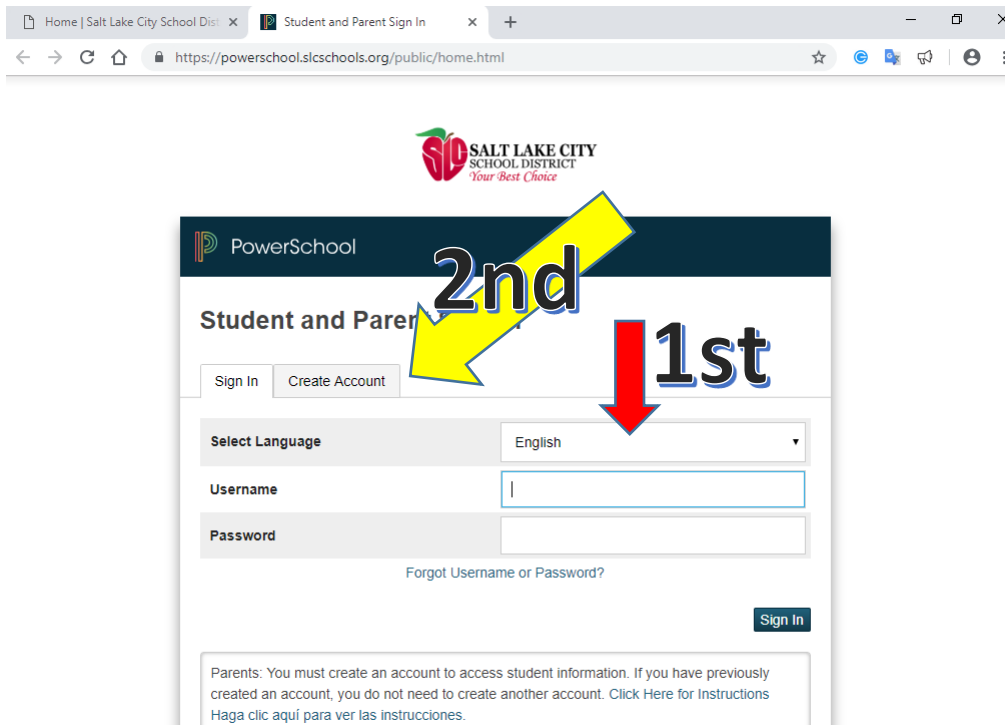 Home | Salt Lake City School Dist
Student and Parent Sign In
https://powerschool.slcschools.org/public/home.html
SLC SALT LAKE CITY
SCHOOL DISTRICT
Your Best Choice
PowerSchool
2nd
Student and Paren
1st
Sign In Create Account
Select Language English
Username
Password
Forgot Username or Password?
Sign In
Parents: You must create an account to access student information. If you have previously
created an account, you do not need to create another account. Click Here for Instructions
Haga clic aquí para ver las instrucciones.